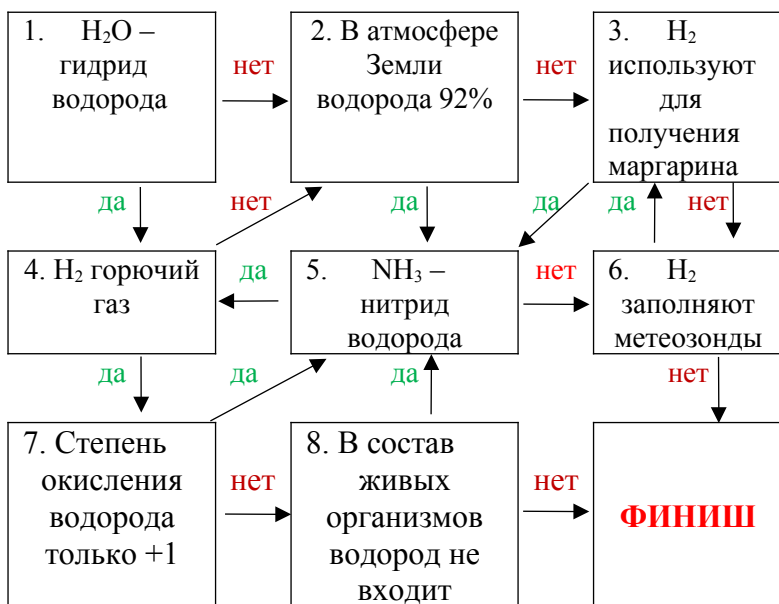 1. H₂O –
гидрид
водорода
нет
2. В атмосфере
Земли
водорода 92%
нет
3. H₂
используют
для
получения
маргарина
да
нет
да
да
да
нет
4. H₂ горючий
газ
да
5. NH₃ –
нитрид
водорода
нет
6. H₂
заполняют
метеозонды
да
да
да
нет
7. Степень
окисления
водорода
только +1
нет
8. В состав
живых
организмов
водород не
входит
нет
ФИНИШ